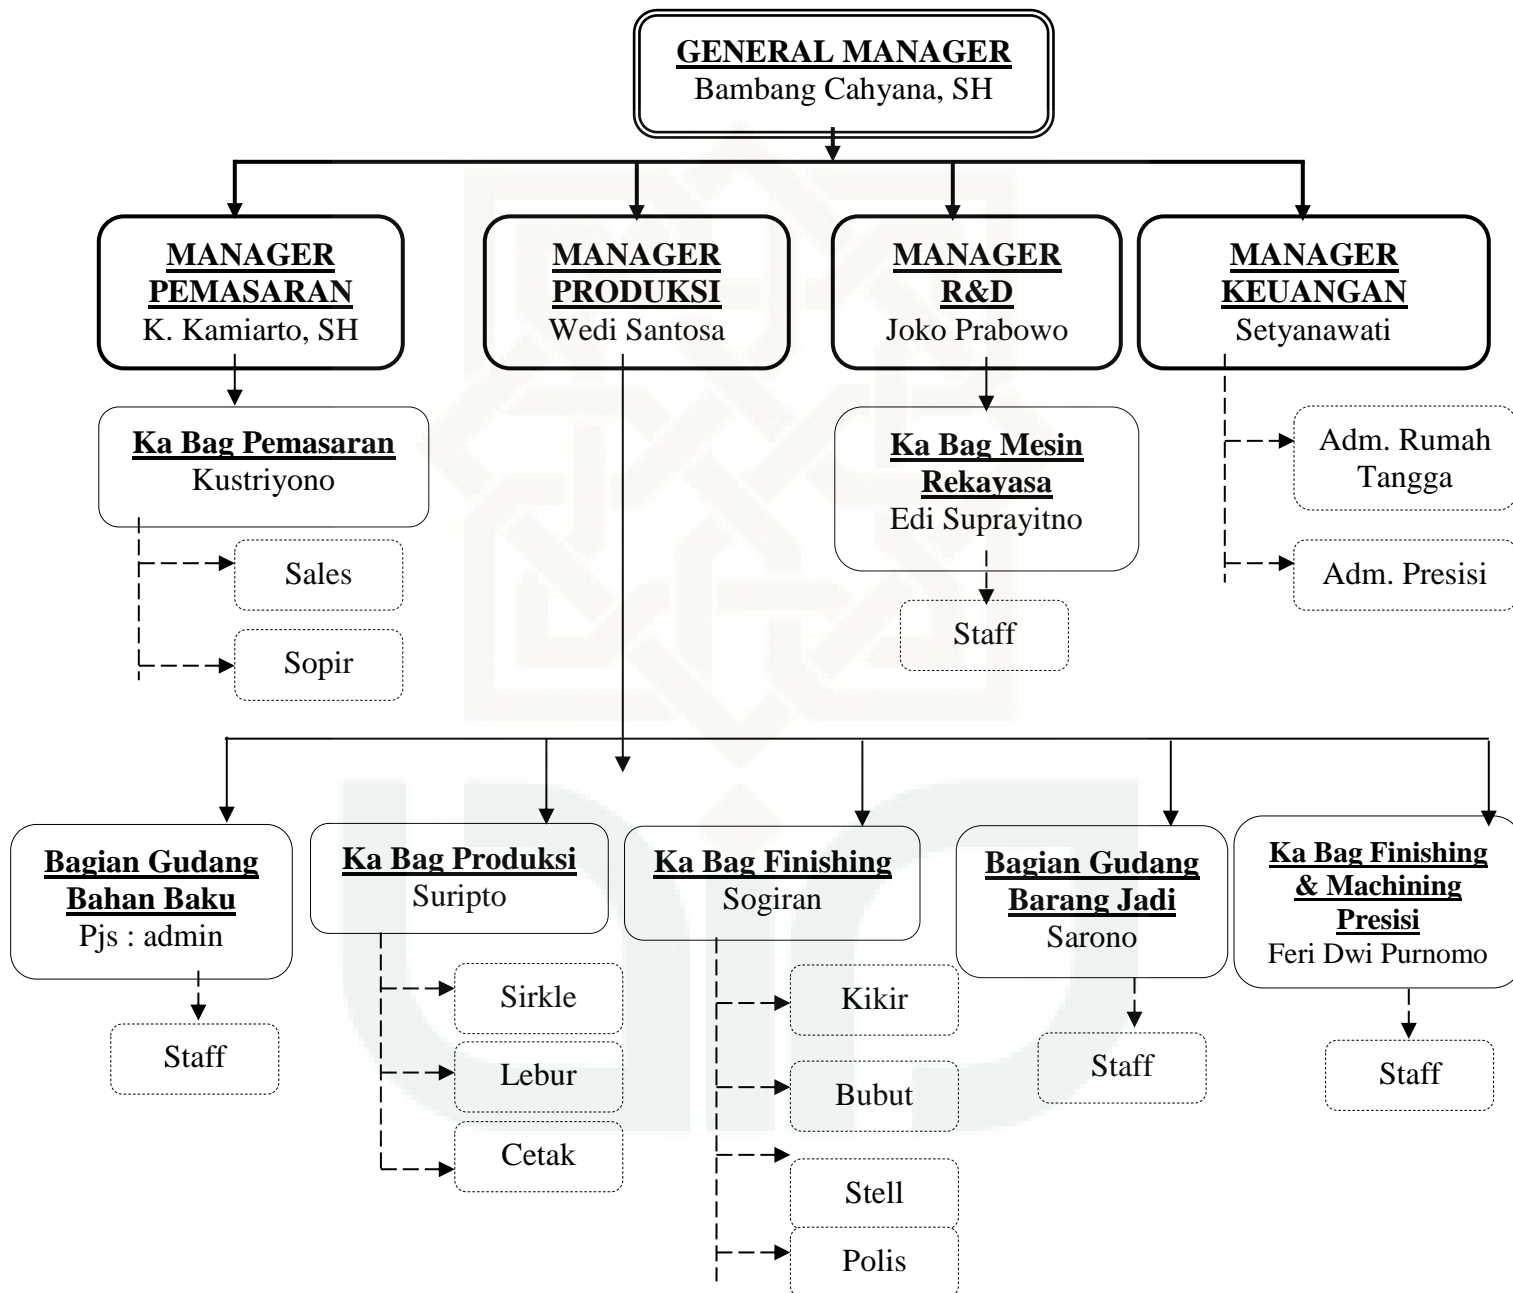 GENERAL MANAGER
Bambang Cahyana, SH
MANAGER
PEMASARAN
K. Kamiarto, SH
MANAGER
PRODUKSI
Wedi Santosa
MANAGER
R&D
Joko Prabowo
MANAGER
KEUANGAN
Setyanawati
Ka Bag Pemasaran
Kustriyono
Sales
Sopir
Ka Bag Mesin
Rekayasa
Edi Suprayitno
Staff
Adm. Rumah
Tangga
Adm. Presisi
Bagian Gudang
Bahan Baku
Pjs : admin
Staff
Ka Bag Produksi
Suripto
Sirkle
Lebur
Cetak
Ka Bag Finishing
Sogiran
Kikir
Bubut
Stell
Polis
Bagian Gudang
Barang Jadi
Sarono
Staff
Ka Bag Finishing
& Machining
Presisi
Feri Dwi Purnomo
Staff